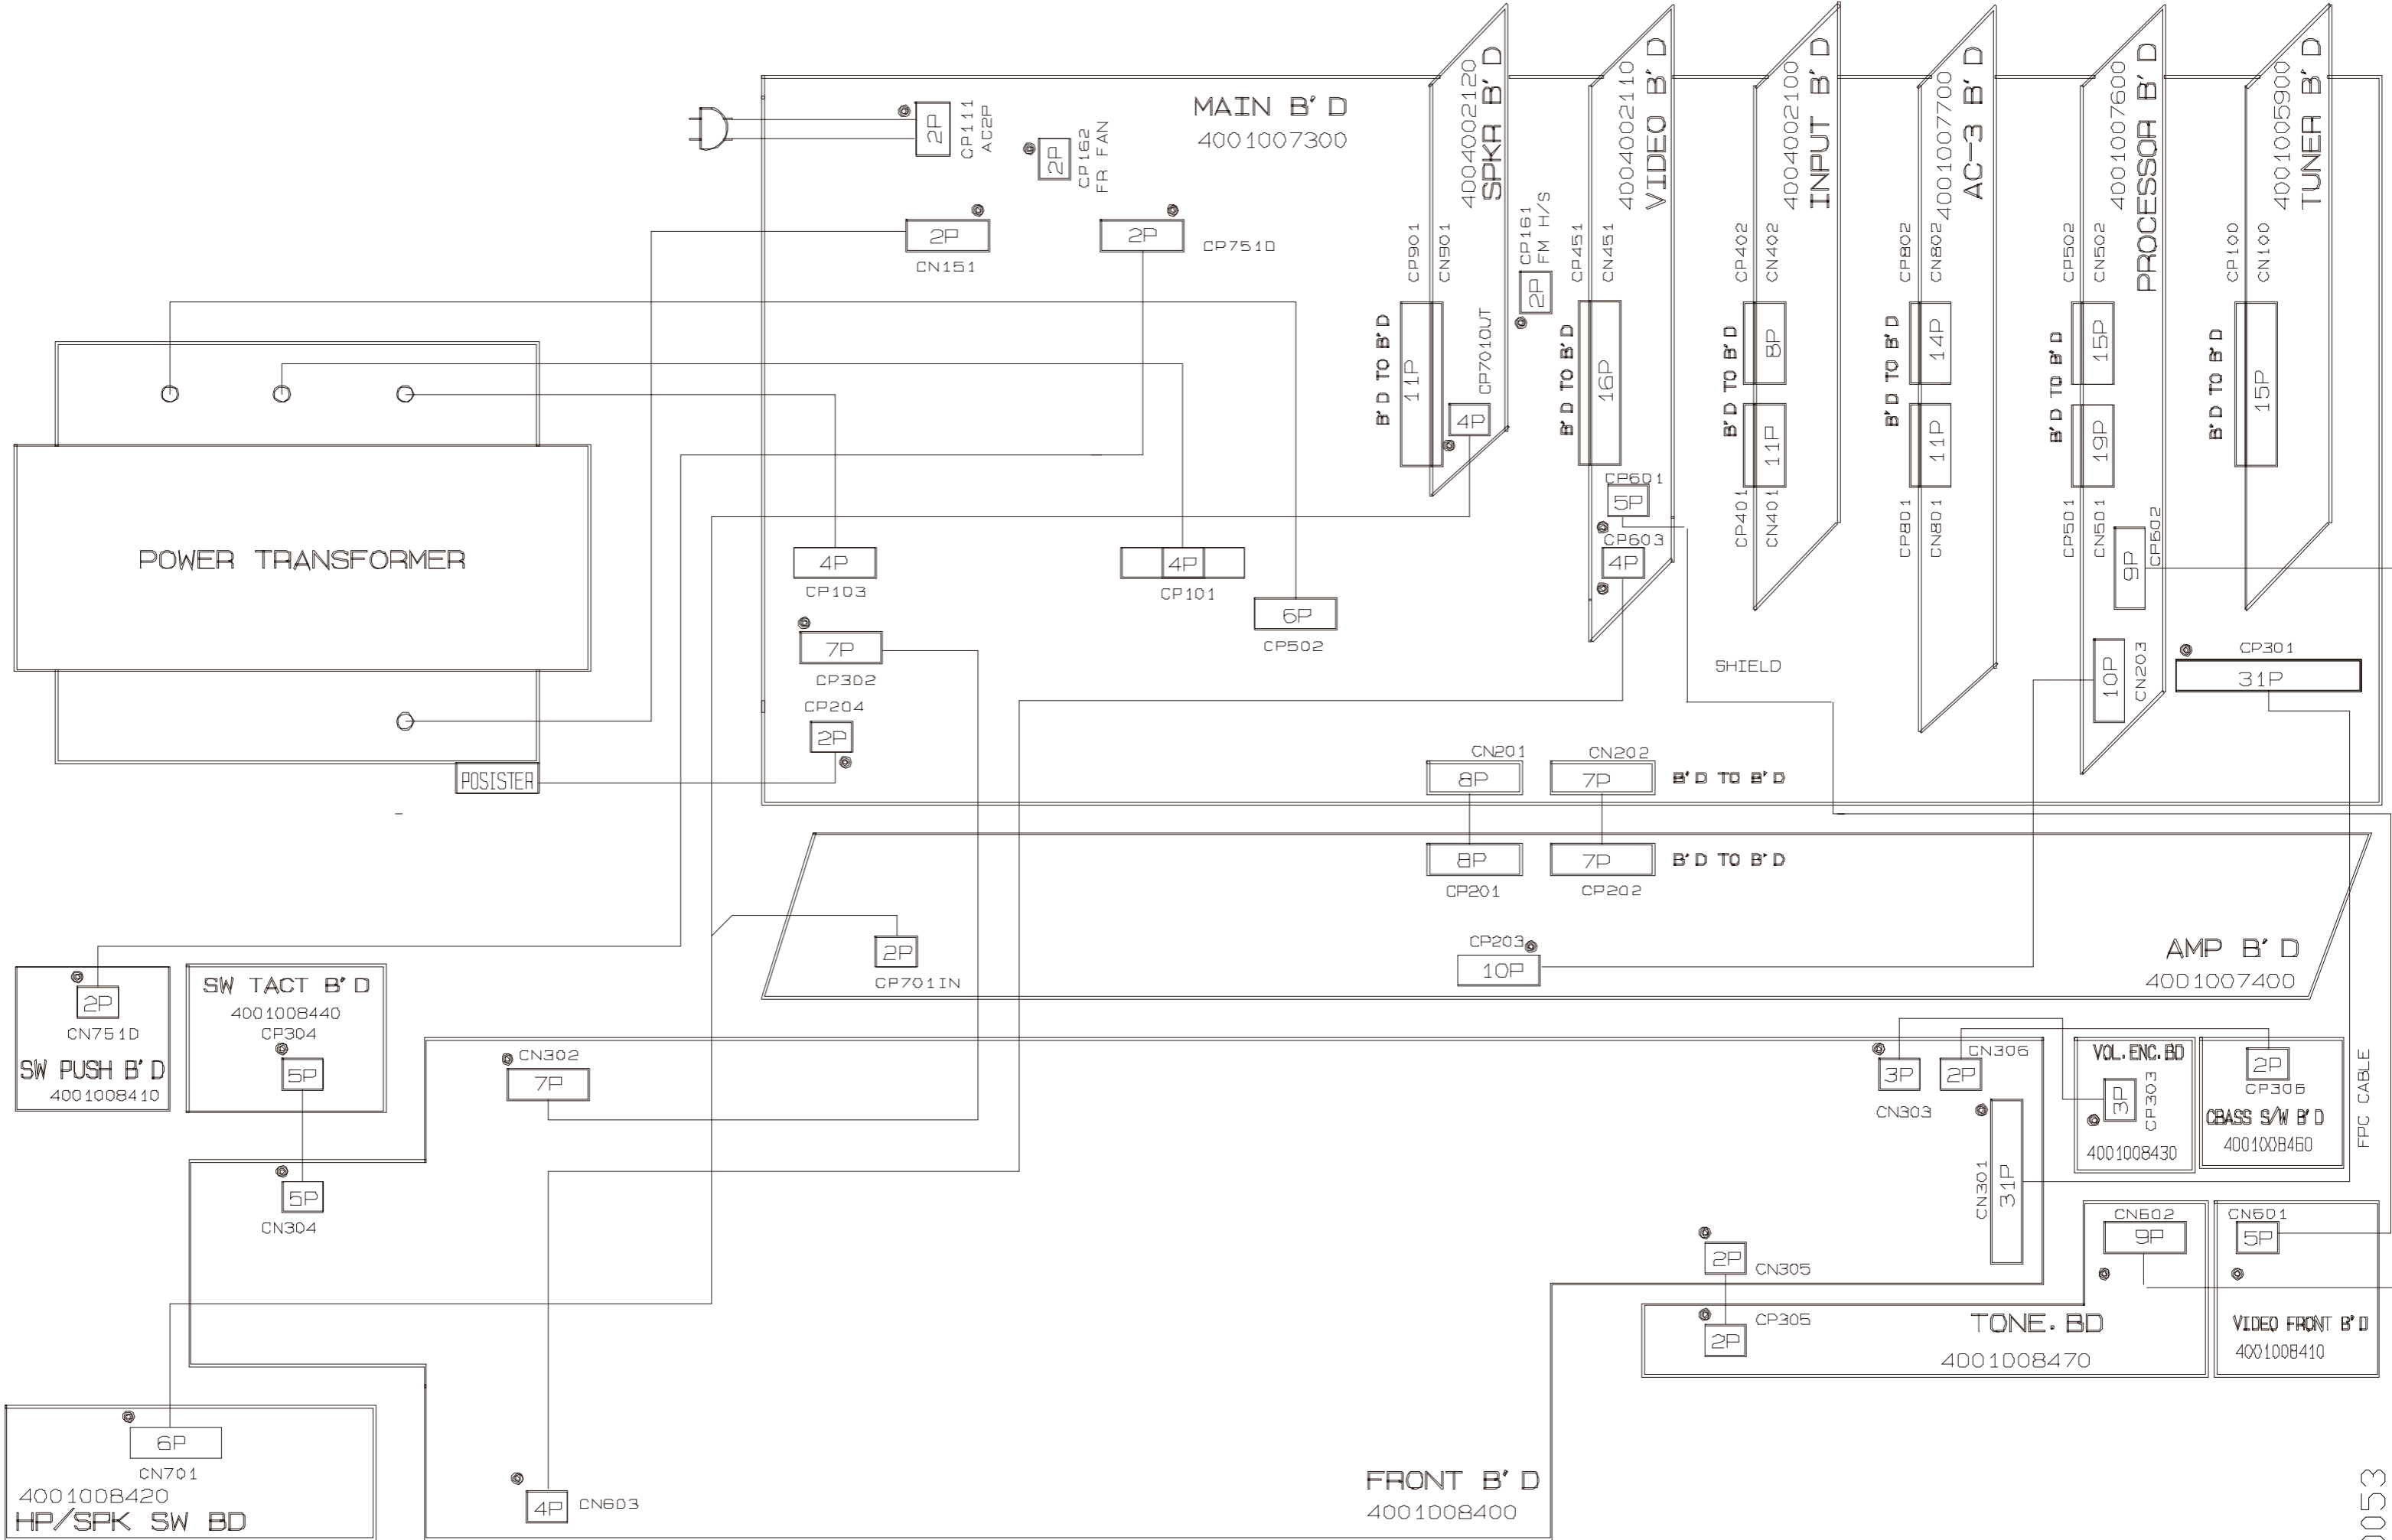 MAIN B'D
4001007300
2P
CP111
AC2P
2P
CP162
FR FAN
2P
CN151
2P
CP751D
SPKR B'D
4004002120
CP901
CN901
B'D TO B'D
11P
4P
CP701OUT
CP161
FM H/S
2P
VIDEO B'D
4004002110
CP451
CN451
B'D TO B'D
16P
CP601
5P
CP603
4P
INPUT B'D
4004002100
CP402
CN402
B'D TO B'D
8P
11P
CP401
CN401
AC-3 B'D
4001007700
CP802
CN802
B'D TO B'D
14P
11P
CP801
CN801
PROCESSOR B'D
4001007600
CP502
CN502
B'D TO B'D
15P
19P
CP501
CN501
9P
CP602
10P
CN203
TUNER B'D
4001005900
CP100
CN100
B'D TO B'D
15P
CP301
31P
POWER TRANSFORMER
POSISTER
4P
CP103
4P
CP101
6P
CP502
7P
CP302
CP204
2P
SHIELD
CN201
8P
CN202
7P
B'D TO B'D
8P
CP201
7P
CP202
B'D TO B'D
2P
CP701IN
CP203
10P
AMP B'D
4001007400
2P
CN751D
SW PUSH B'D
4001008410
SW TACT B'D
4001008440
CP304
5P
5P
CN304
CN302
7P
3P
CN303
CN306
2P
CN301
31P
VOL.ENC.BD
3P
CP303
4001008430
2P
CP306
CBASS S/W B'D
4001008460
FPC CABLE
2P
CN305
CP305
2P
TONE.BD
4001008470
CN602
9P
CN601
5P
VIDEO FRONT B'D
4001008410
6P
CN701
4001008420
HP/SPK SW BD
4P
CN603
FRONT B'D
4001008400
0053